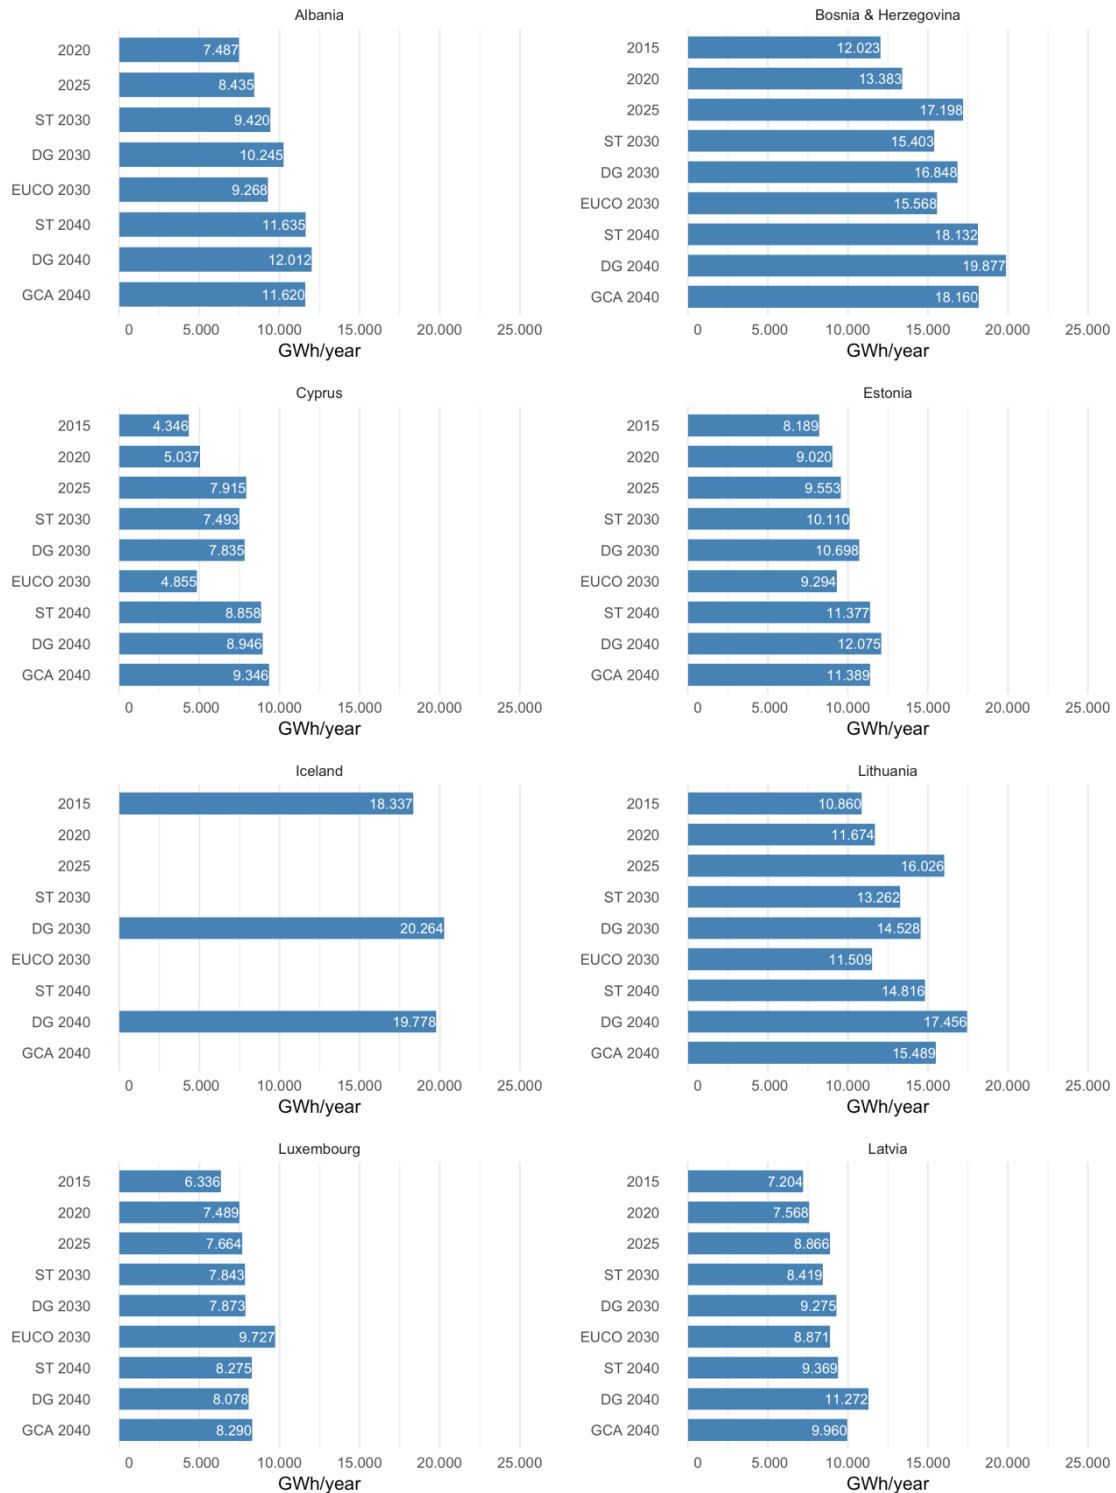 Albania
2020 7.487
2025 8.435
ST 2030 9.420
DG 2030 10.245
EUCO 2030 9.268
ST 2040 11.635
DG 2040 12.012
GCA 2040 11.620
0 5.000 10.000 15.000 20.000 25.000
GWh/year
Bosnia & Herzegovina
2015 12.023
2020 13.383
2025 17.198
ST 2030 15.403
DG 2030 16.848
EUCO 2030 15.568
ST 2040 18.132
DG 2040 19.877
GCA 2040 18.160
0 5.000 10.000 15.000 20.000 25.000
GWh/year
Cyprus
2015 4.346
2020 5.037
2025 7.915
ST 2030 7.493
DG 2030 7.835
EUCO 2030 4.855
ST 2040 8.858
DG 2040 8.946
GCA 2040 9.346
0 5.000 10.000 15.000 20.000 25.000
GWh/year
Estonia
2015 8.189
2020 9.020
2025 9.553
ST 2030 10.110
DG 2030 10.698
EUCO 2030 9.294
ST 2040 11.377
DG 2040 12.075
GCA 2040 11.389
0 5.000 10.000 15.000 20.000 25.000
GWh/year
Iceland
2015 18.337
2020
2025
ST 2030
DG 2030 20.264
EUCO 2030
ST 2040
DG 2040 19.778
GCA 2040
0 5.000 10.000 15.000 20.000 25.000
GWh/year
Lithuania
2015 10.860
2020 11.674
2025 16.026
ST 2030 13.262
DG 2030 14.528
EUCO 2030 11.509
ST 2040 14.816
DG 2040 17.456
GCA 2040 15.489
0 5.000 10.000 15.000 20.000 25.000
GWh/year
Luxembourg
2015 6.336
2020 7.489
2025 7.664
ST 2030 7.843
DG 2030 7.873
EUCO 2030 9.727
ST 2040 8.275
DG 2040 8.078
GCA 2040 8.290
0 5.000 10.000 15.000 20.000 25.000
GWh/year
Latvia
2015 7.204
2020 7.568
2025 8.866
ST 2030 8.419
DG 2030 9.275
EUCO 2030 8.871
ST 2040 9.369
DG 2040 11.272
GCA 2040 9.960
0 5.000 10.000 15.000 20.000 25.000
GWh/year